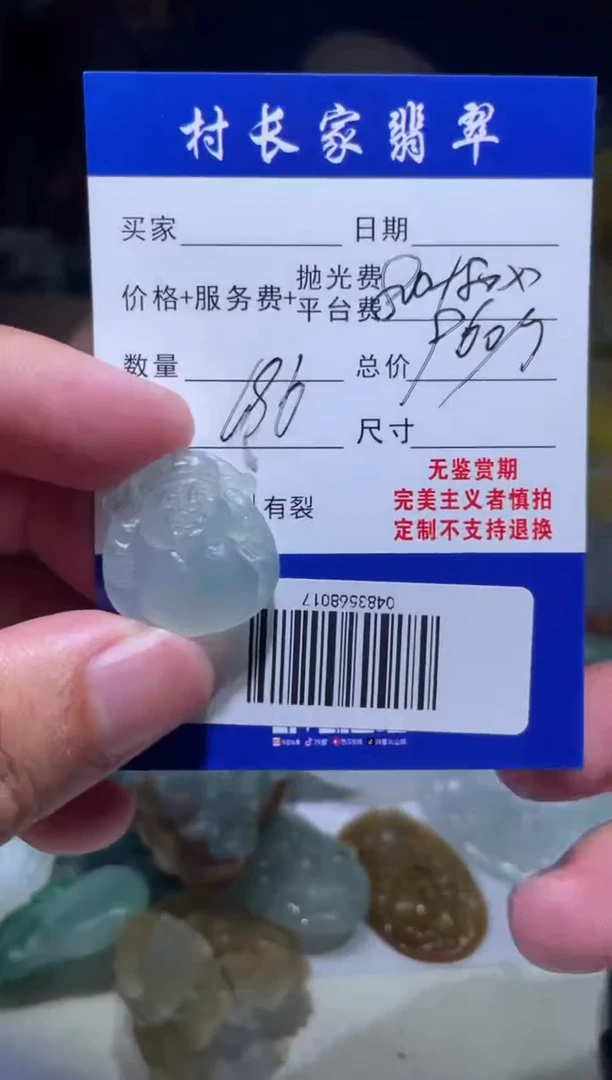 村长家翡翠
买家 日期
价格+服务费+抛光费
平台费
数量 总价
尺寸
有裂
无鉴赏期
完美主义者慎拍
定制不支持退换
0483568017